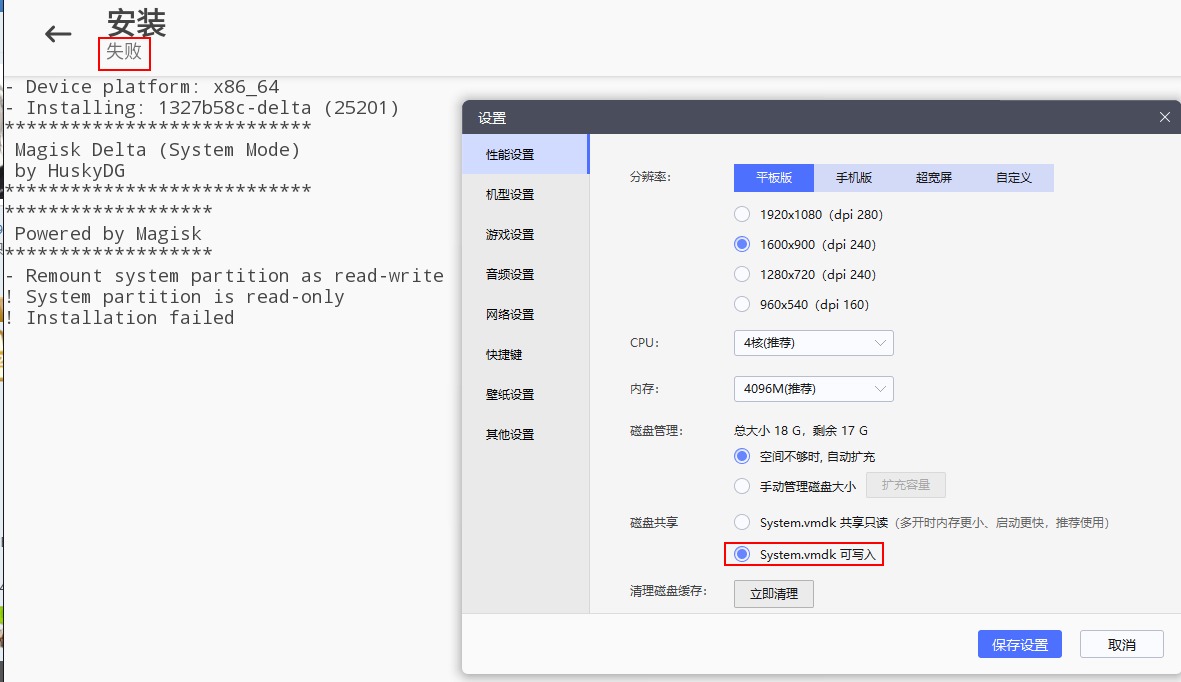 安装
失败
- Device platform: x86_64
- Installing: 1327b58c-delta (25201)
****************************
Magisk Delta (System Mode)
by HuskyDG
****************************
*******************
Powered by Magisk
*******************
- Remount system partition as read-write
! System partition is read-only
! Installation failed
设置
性能设置
机型设置
游戏设置
音频设置
网络设置
快捷键
壁纸设置
其他设置
分辨率: 平板版 手机版 超宽屏 自定义
1920x1080 (dpi 280)
1600x900 (dpi 240)
1280x720 (dpi 240)
960x540 (dpi 160)
CPU: 4核(推荐)
内存: 4096M(推荐)
磁盘管理: 总大小 18 G，剩余 17 G
空间不够时, 自动扩充
手动管理磁盘大小 扩充容量
磁盘共享 System.vmdk 共享只读 (多开时内存更小、启动更快，推荐使用)
System.vmdk 可写入
清理磁盘缓存: 立即清理
保存设置 取消